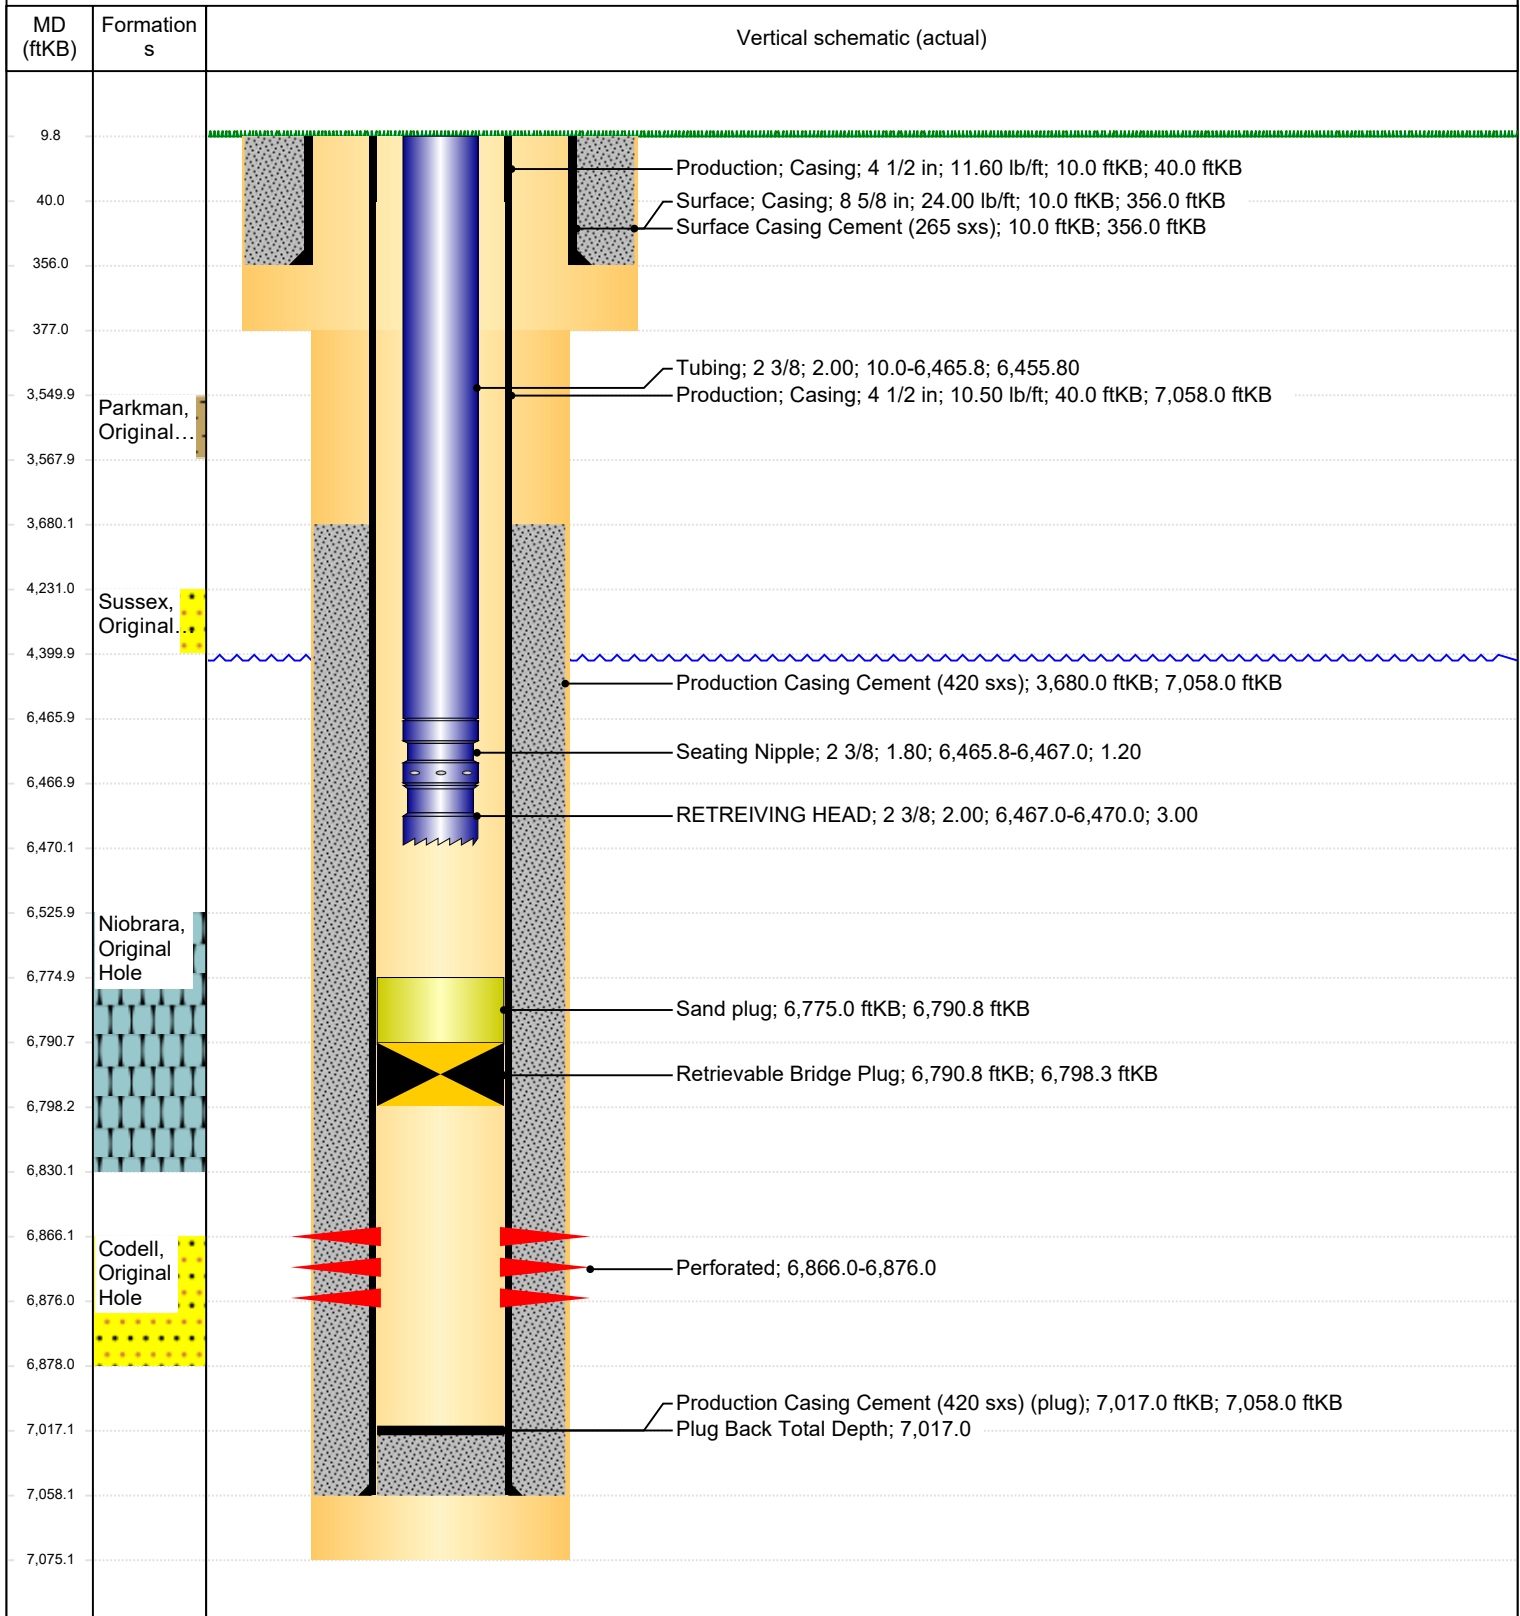 MD
(ftKB)
Formation
s
Vertical schematic (actual)
9.8
Production; Casing; 4 1/2 in; 11.60 lb/ft; 10.0 ftKB; 40.0 ftKB
40.0
Surface; Casing; 8 5/8 in; 24.00 lb/ft; 10.0 ftKB; 356.0 ftKB
Surface Casing Cement (265 sxs); 10.0 ftKB; 356.0 ftKB
356.0
377.0
Tubing; 2 3/8; 2.00; 10.0-6,465.8; 6,455.80
3,549.9
Production; Casing; 4 1/2 in; 10.50 lb/ft; 40.0 ftKB; 7,058.0 ftKB
Parkman,
Original...
3,567.9
3,680.1
4,231.0
Sussex,
Original...
4,399.9
Production Casing Cement (420 sxs); 3,680.0 ftKB; 7,058.0 ftKB
6,465.9
Seating Nipple; 2 3/8; 1.80; 6,465.8-6,467.0; 1.20
6,466.9
RETREIVING HEAD; 2 3/8; 2.00; 6,467.0-6,470.0; 3.00
6,470.1
6,525.9
Niobrara,
Original
Hole
6,774.9
Sand plug; 6,775.0 ftKB; 6,790.8 ftKB
6,790.7
Retrievable Bridge Plug; 6,790.8 ftKB; 6,798.3 ftKB
6,798.2
6,830.1
6,866.1
Codell,
Original
Hole
Perforated; 6,866.0-6,876.0
6,876.0
6,878.0
Production Casing Cement (420 sxs) (plug); 7,017.0 ftKB; 7,058.0 ftKB
7,017.1
Plug Back Total Depth; 7,017.0
7,058.1
7,075.1